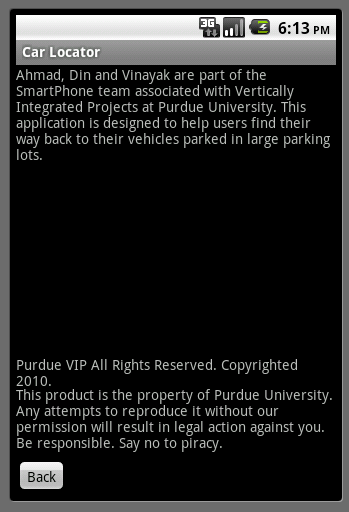 3G 6:13 PM
Car Locator
Ahmad, Din and Vinayak are part of the
SmartPhone team associated with Vertically
Integrated Projects at Purdue University. This
application is designed to help users find their
way back to their vehicles parked in large parking
lots.
Purdue VIP All Rights Reserved. Copyrighted
2010.
This product is the property of Purdue University.
Any attempts to reproduce it without our
permission will result in legal action against you.
Be responsible. Say no to piracy.
Back